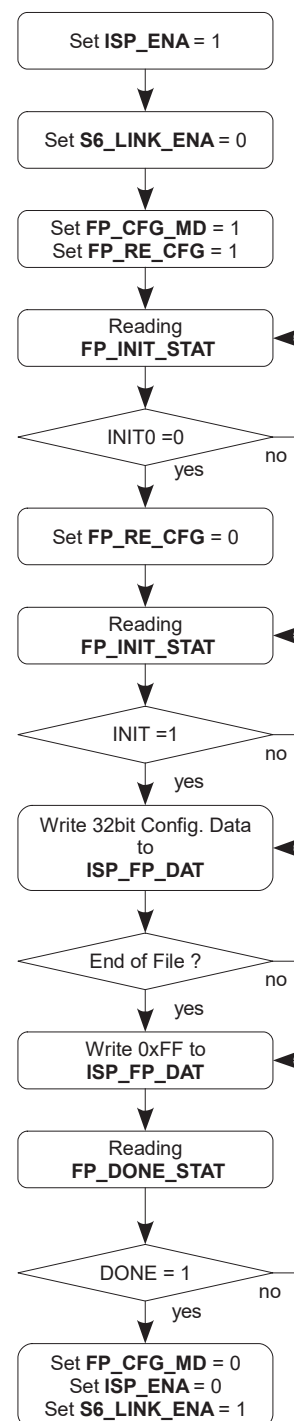 Set ISP_ENA = 1
Set S6_LINK_ENA = 0
Set FP_CFG_MD = 1
Set FP_RE_CFG = 1
Reading
FP_INIT_STAT
INIT0 =0
no
yes
Set FP_RE_CFG = 0
Reading
FP_INIT_STAT
INIT =1
no
yes
Write 32bit Config. Data
to
ISP_FP_DAT
End of File ?
no
yes
Write 0xFF to
ISP_FP_DAT
Reading
FP_DONE_STAT
DONE = 1
no
yes
Set FP_CFG_MD = 0
Set ISP_ENA = 0
Set S6_LINK_ENA = 1